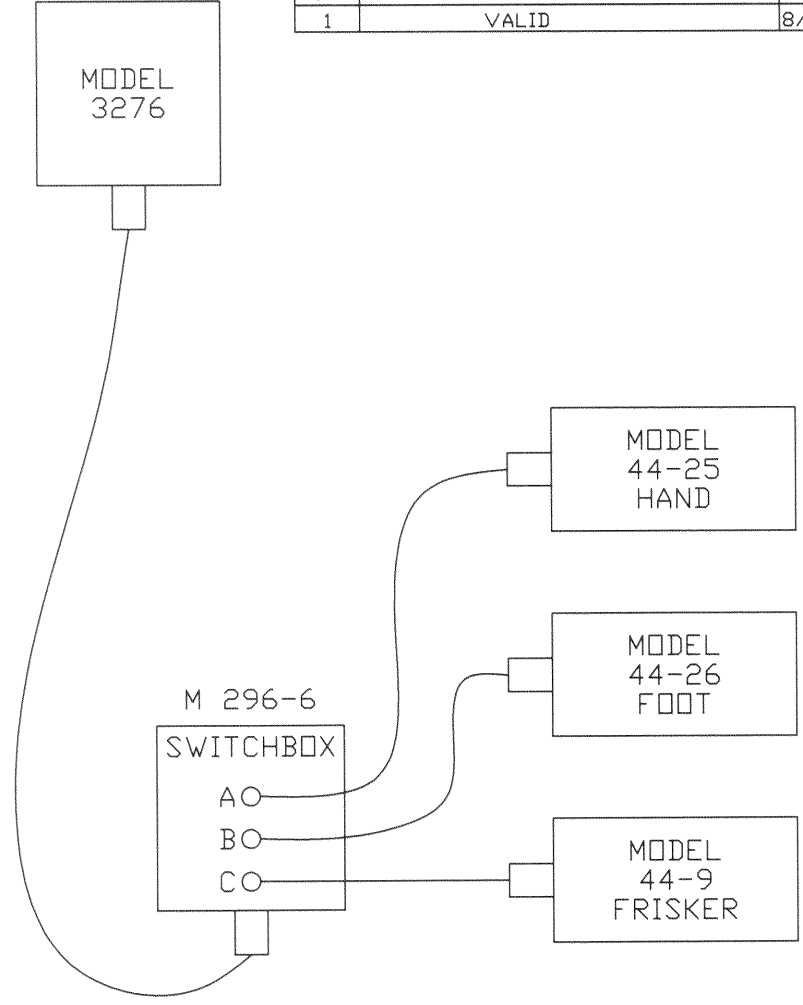 1 VALID 8/
MODEL
3276
MODEL
44-25
HAND
MODEL
44-26
FOOT
M 296-6
SWITCHBOX
A
B
C
MODEL
44-9
FRISKER